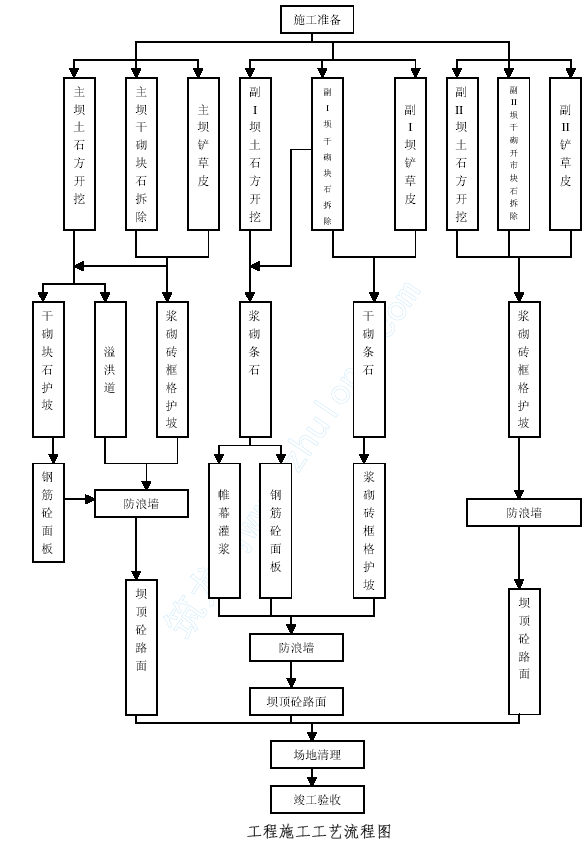 施工准备
主坝土石方开挖
主坝干砌块石拆除
主坝铲草皮
副I坝土石方开挖
副I坝干砌块石拆除
副I坝铲草皮
副II坝土石方开挖
副II坝干砌开市块石拆除
副II铲草皮
干砌块石护坡
溢洪道
浆砌砖框格护坡
浆砌条石
干砌条石
浆砌砖框格护坡
钢筋砼面板
防浪墙
帷幕灌浆
钢筋砼面板
浆砌砖框格护坡
防浪墙
坝顶砼路面
防浪墙
坝顶砼路面
坝顶砼路面
场地清理
竣工验收
工程施工工艺流程图